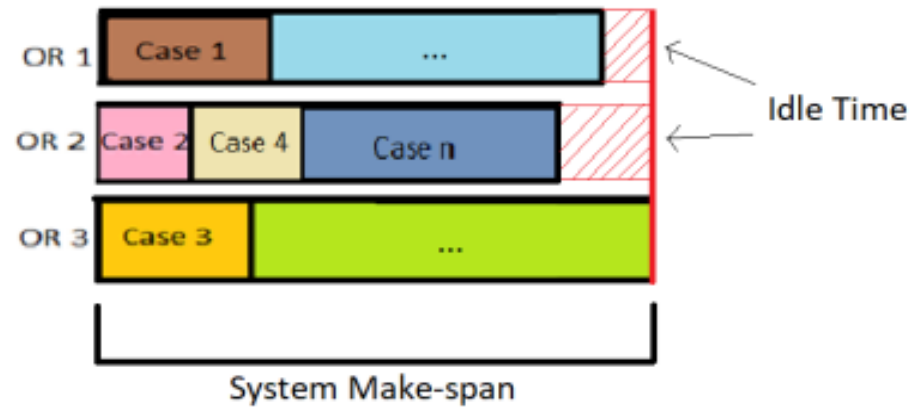 OR 1 Case 1 ...
Idle Time
OR 2 Case 2 Case 4 Case n
OR 3 Case 3 ...
System Make-span